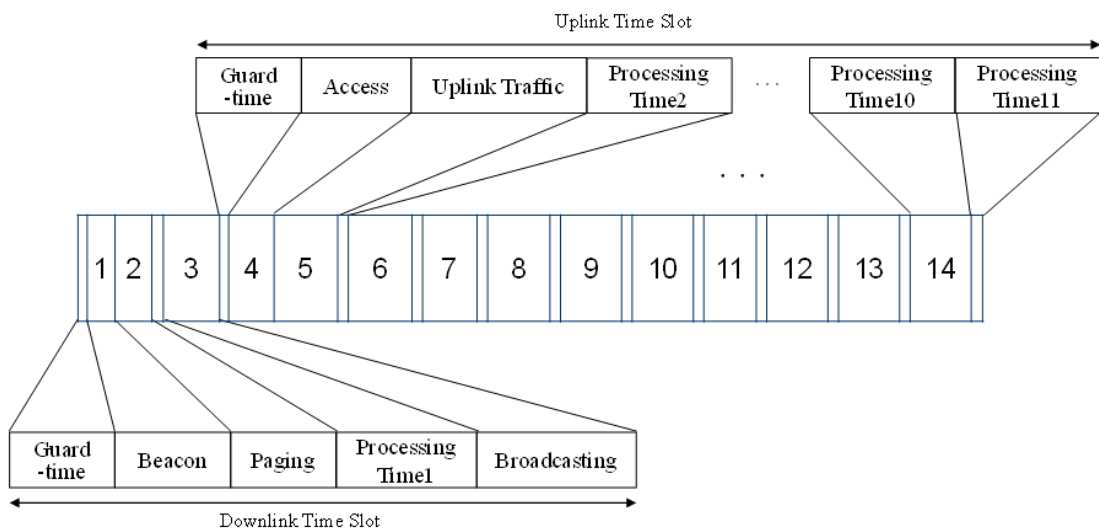 Uplink Time Slot
Guard
-time
Access
Uplink Traffic
Processing
Time2
...
Processing
Time10
Processing
Time11
...
1 2 3 4 5 6 7 8 9 10 11 12 13 14
Guard
-time
Beacon
Paging
Processing
Time1
Broadcasting
Downlink Time Slot